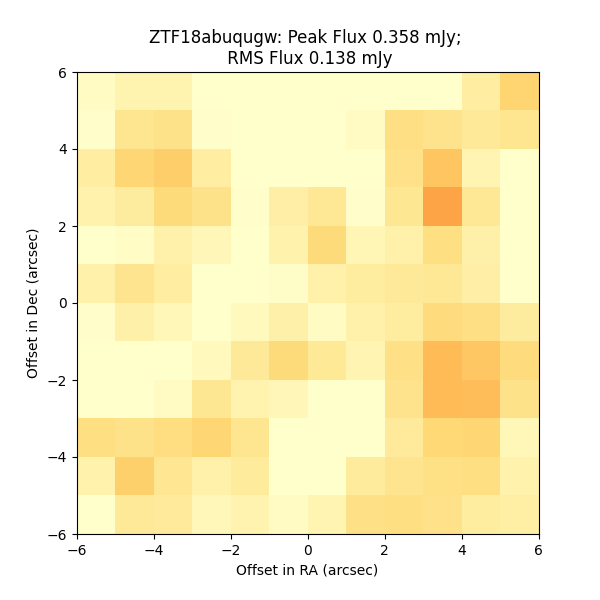 ZTF18abuqugw: Peak Flux 0.358 mJy;
RMS Flux 0.138 mJy
6
4
2
0
−2
−4
−6
Offset in Dec (arcsec)
−6 −4 −2 0 2 4 6
Offset in RA (arcsec)